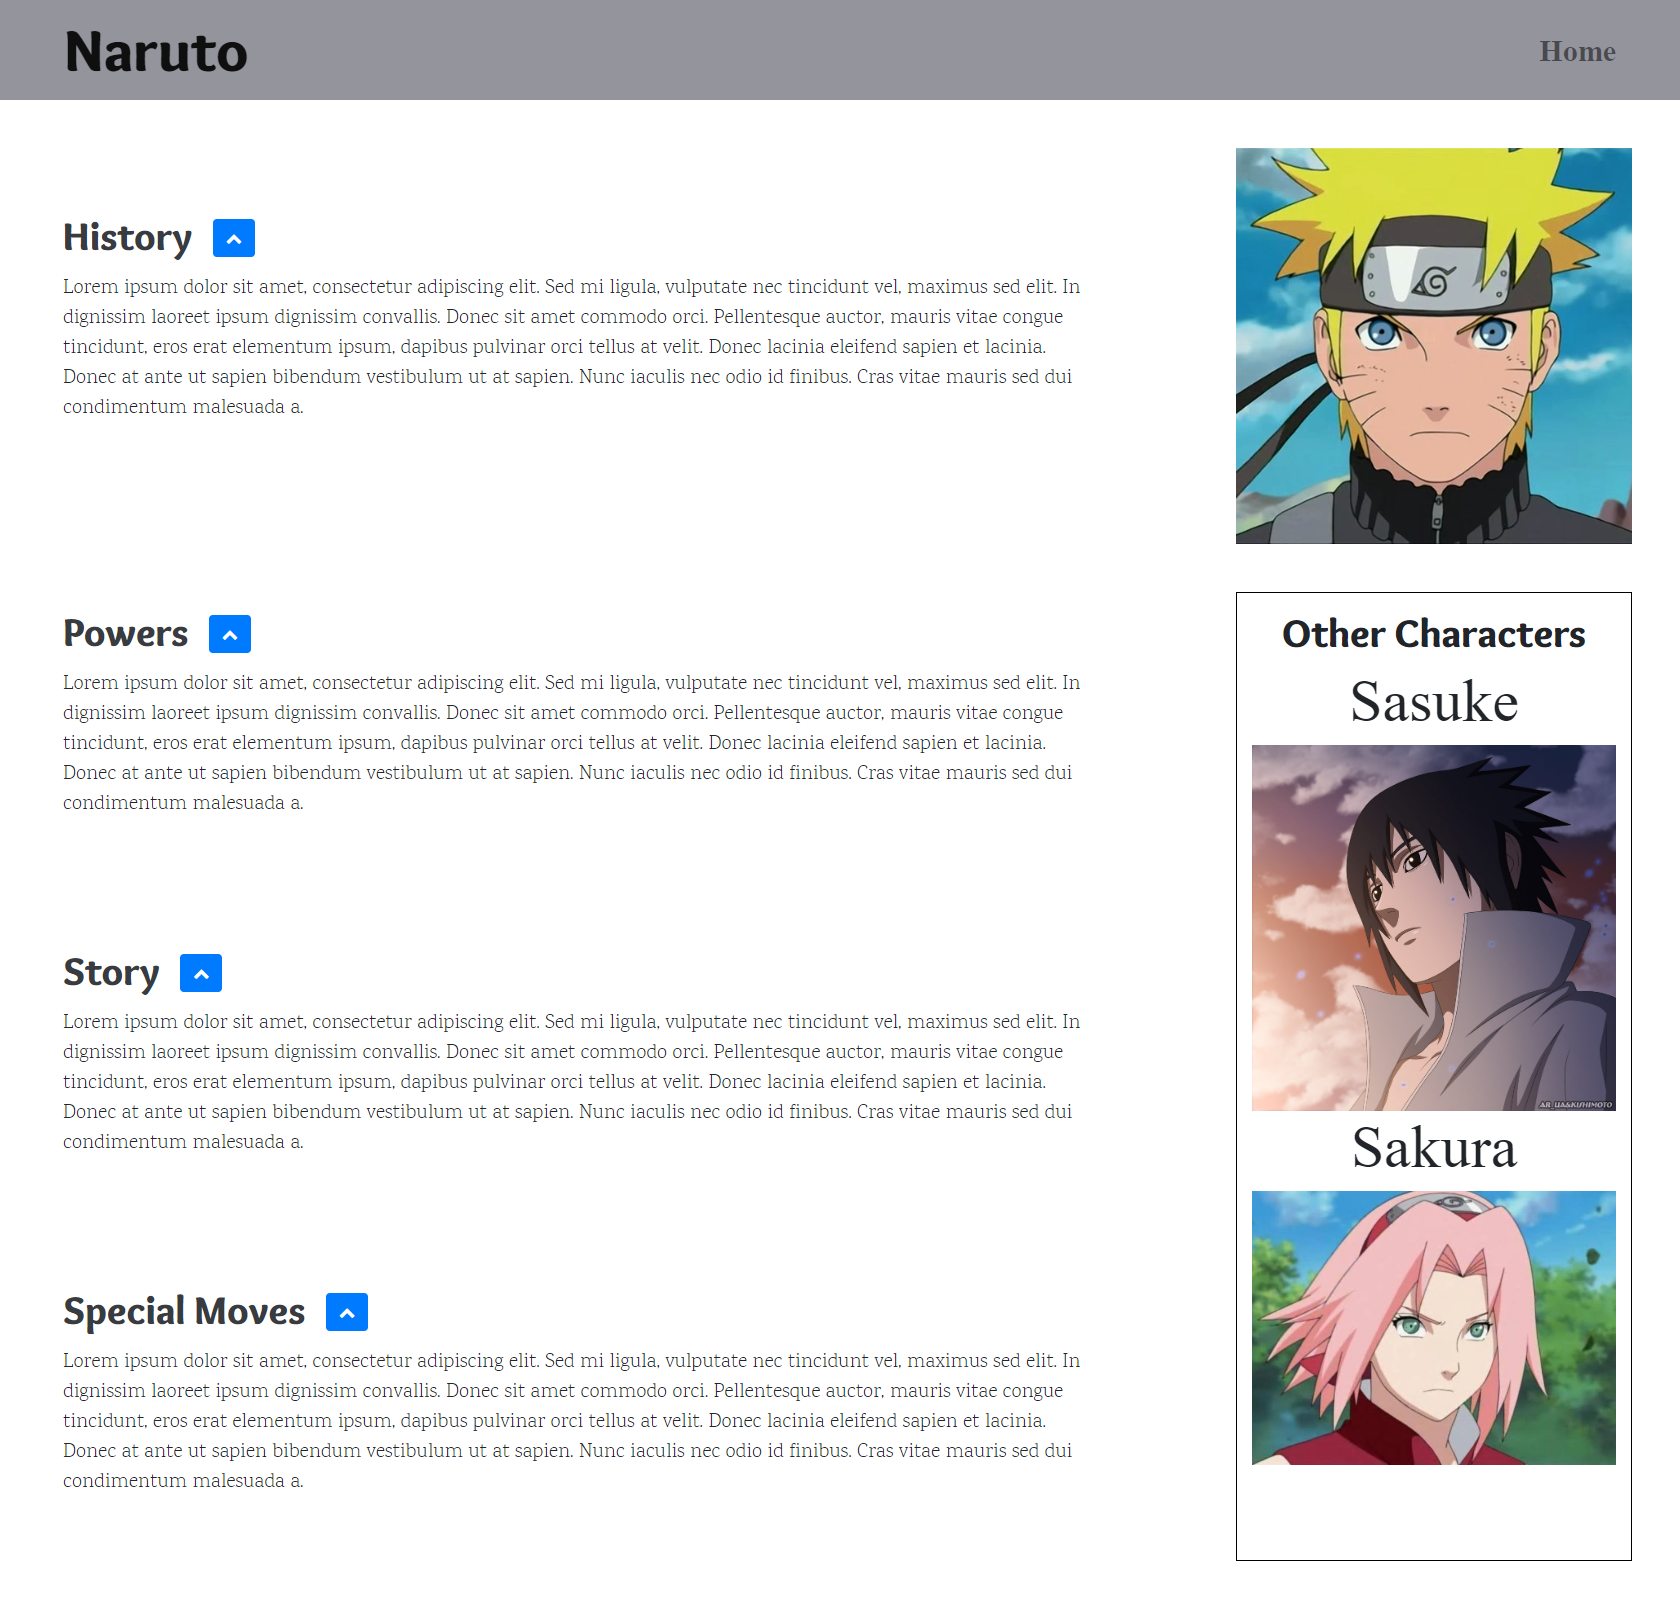 Naruto
Home
History
Lorem ipsum dolor sit amet, consectetur adipiscing elit. Sed mi ligula, vulputate nec tincidunt vel, maximus sed elit. In
dignissim laoreet ipsum dignissim convallis. Donec sit amet commodo orci. Pellentesque auctor, mauris vitae congue
tincidunt, eros erat elementum ipsum, dapibus pulvinar orci tellus at velit. Donec lacinia eleifend sapien et lacinia.
Donec at ante ut sapien bibendum vestibulum ut at sapien. Nunc iaculis nec odio id finibus. Cras vitae mauris sed dui
condimentum malesuada a.
Powers
Lorem ipsum dolor sit amet, consectetur adipiscing elit. Sed mi ligula, vulputate nec tincidunt vel, maximus sed elit. In
dignissim laoreet ipsum dignissim convallis. Donec sit amet commodo orci. Pellentesque auctor, mauris vitae congue
tincidunt, eros erat elementum ipsum, dapibus pulvinar orci tellus at velit. Donec lacinia eleifend sapien et lacinia.
Donec at ante ut sapien bibendum vestibulum ut at sapien. Nunc iaculis nec odio id finibus. Cras vitae mauris sed dui
condimentum malesuada a.
Story
Lorem ipsum dolor sit amet, consectetur adipiscing elit. Sed mi ligula, vulputate nec tincidunt vel, maximus sed elit. In
dignissim laoreet ipsum dignissim convallis. Donec sit amet commodo orci. Pellentesque auctor, mauris vitae congue
tincidunt, eros erat elementum ipsum, dapibus pulvinar orci tellus at velit. Donec lacinia eleifend sapien et lacinia.
Donec at ante ut sapien bibendum vestibulum ut at sapien. Nunc iaculis nec odio id finibus. Cras vitae mauris sed dui
condimentum malesuada a.
Special Moves
Lorem ipsum dolor sit amet, consectetur adipiscing elit. Sed mi ligula, vulputate nec tincidunt vel, maximus sed elit. In
dignissim laoreet ipsum dignissim convallis. Donec sit amet commodo orci. Pellentesque auctor, mauris vitae congue
tincidunt, eros erat elementum ipsum, dapibus pulvinar orci tellus at velit. Donec lacinia eleifend sapien et lacinia.
Donec at ante ut sapien bibendum vestibulum ut at sapien. Nunc iaculis nec odio id finibus. Cras vitae mauris sed dui
condimentum malesuada a.
Other Characters
Sasuke
Sakura